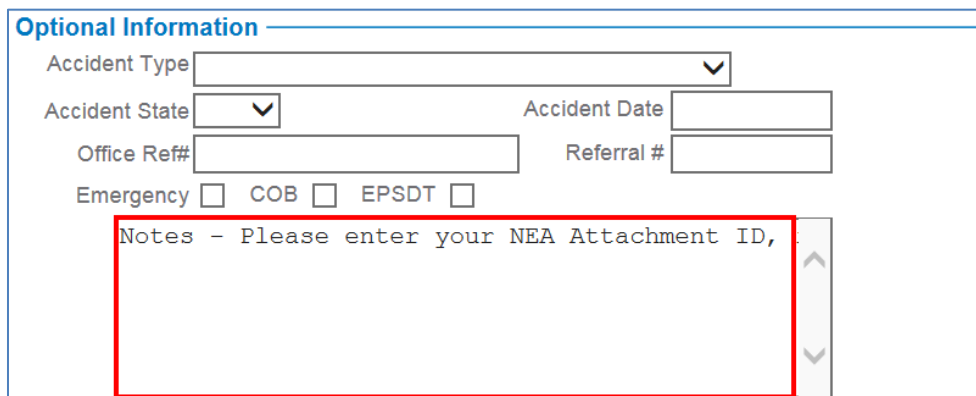 Optional Information
Accident Type
Accident State Accident Date
Office Ref# Referral #
Emergency COB EPSDT
Notes - Please enter your NEA Attachment ID,